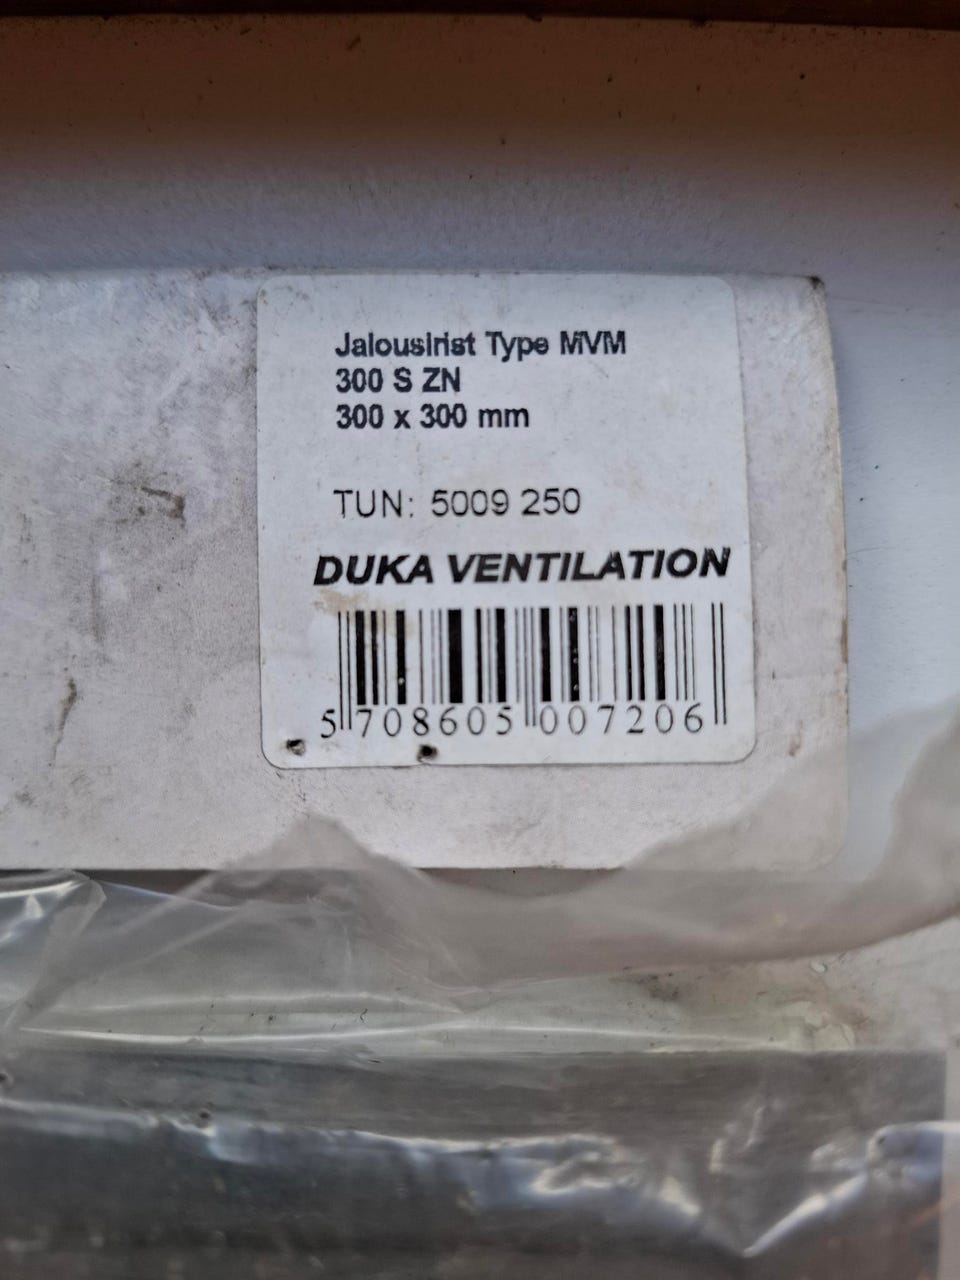 Jalousirist Type MVM
300 S ZN
300 x 300 mm
TUN: 5009 250
DUKA VENTILATION
5 708605 007206